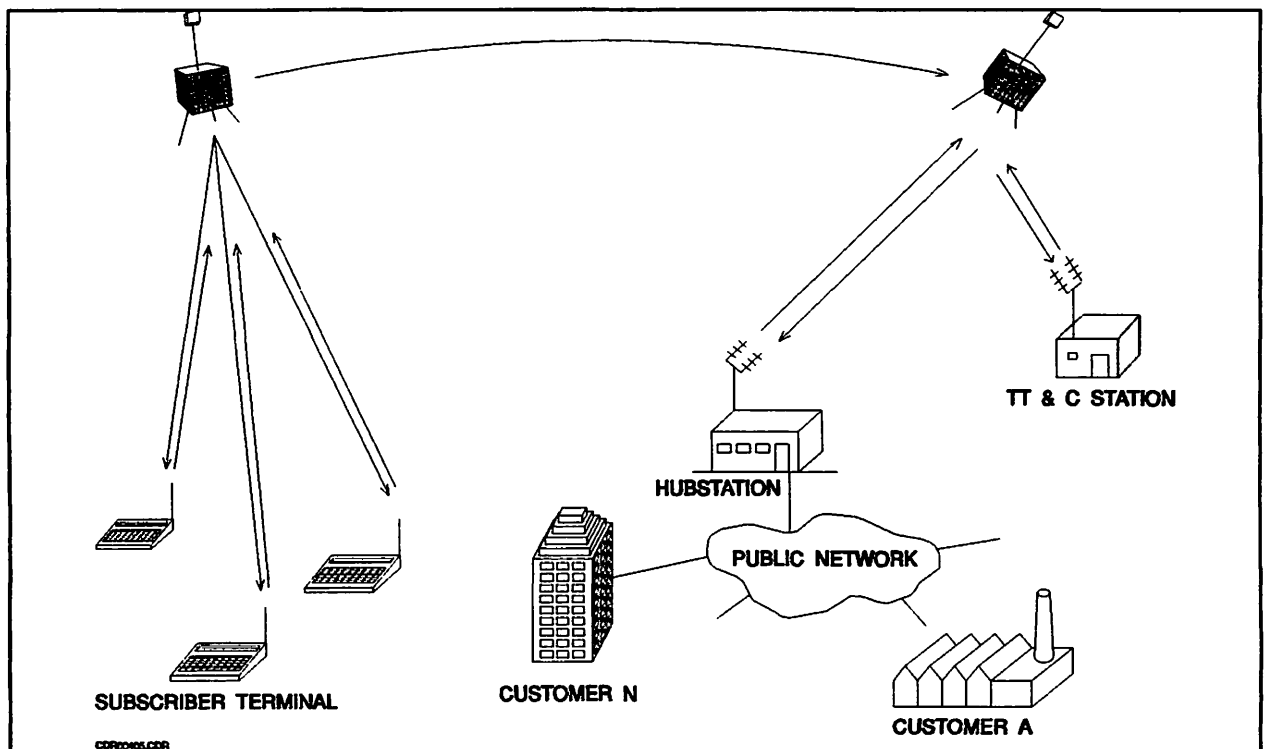 TT & C STATION
HUBSTATION
PUBLIC NETWORK
CUSTOMER N
SUBSCRIBER TERMINAL
CUSTOMER A